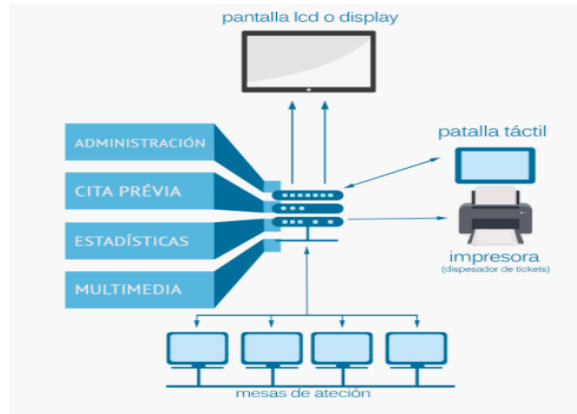 pantalla lcd o display
ADMINISTRACIÓN
CITA PRÉVIA
ESTADÍSTICAS
MULTIMEDIA
patalla táctil
impresora
(dispesador de tickets)
mesas de ateción